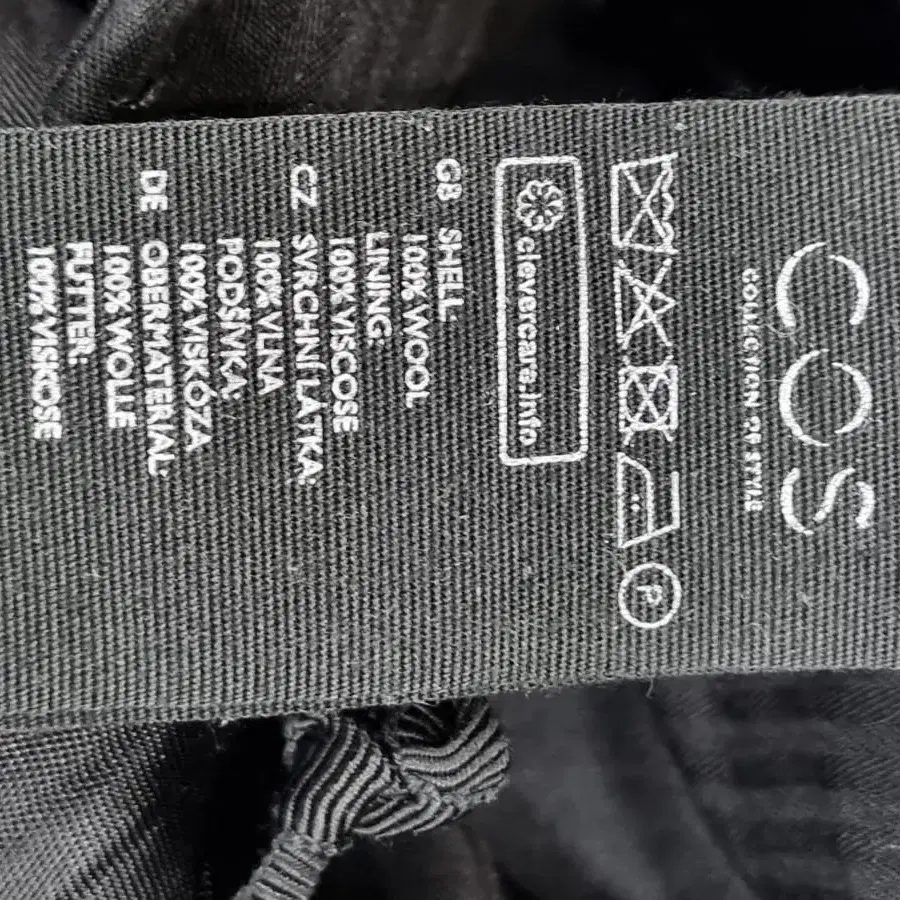 COS
COLLECTION OF STYLE
P
clevercare.info
GB SHELL:
100% WOOL
LINING:
100% VISCOSE
CZ SVRCHNÍ LÁTKA:
100% VLNA
PODŠÍVKA:
100% VISKÓZA
DE OBERMATERIAL:
100% WOLLE
FUTTER:
100% VISKOSE